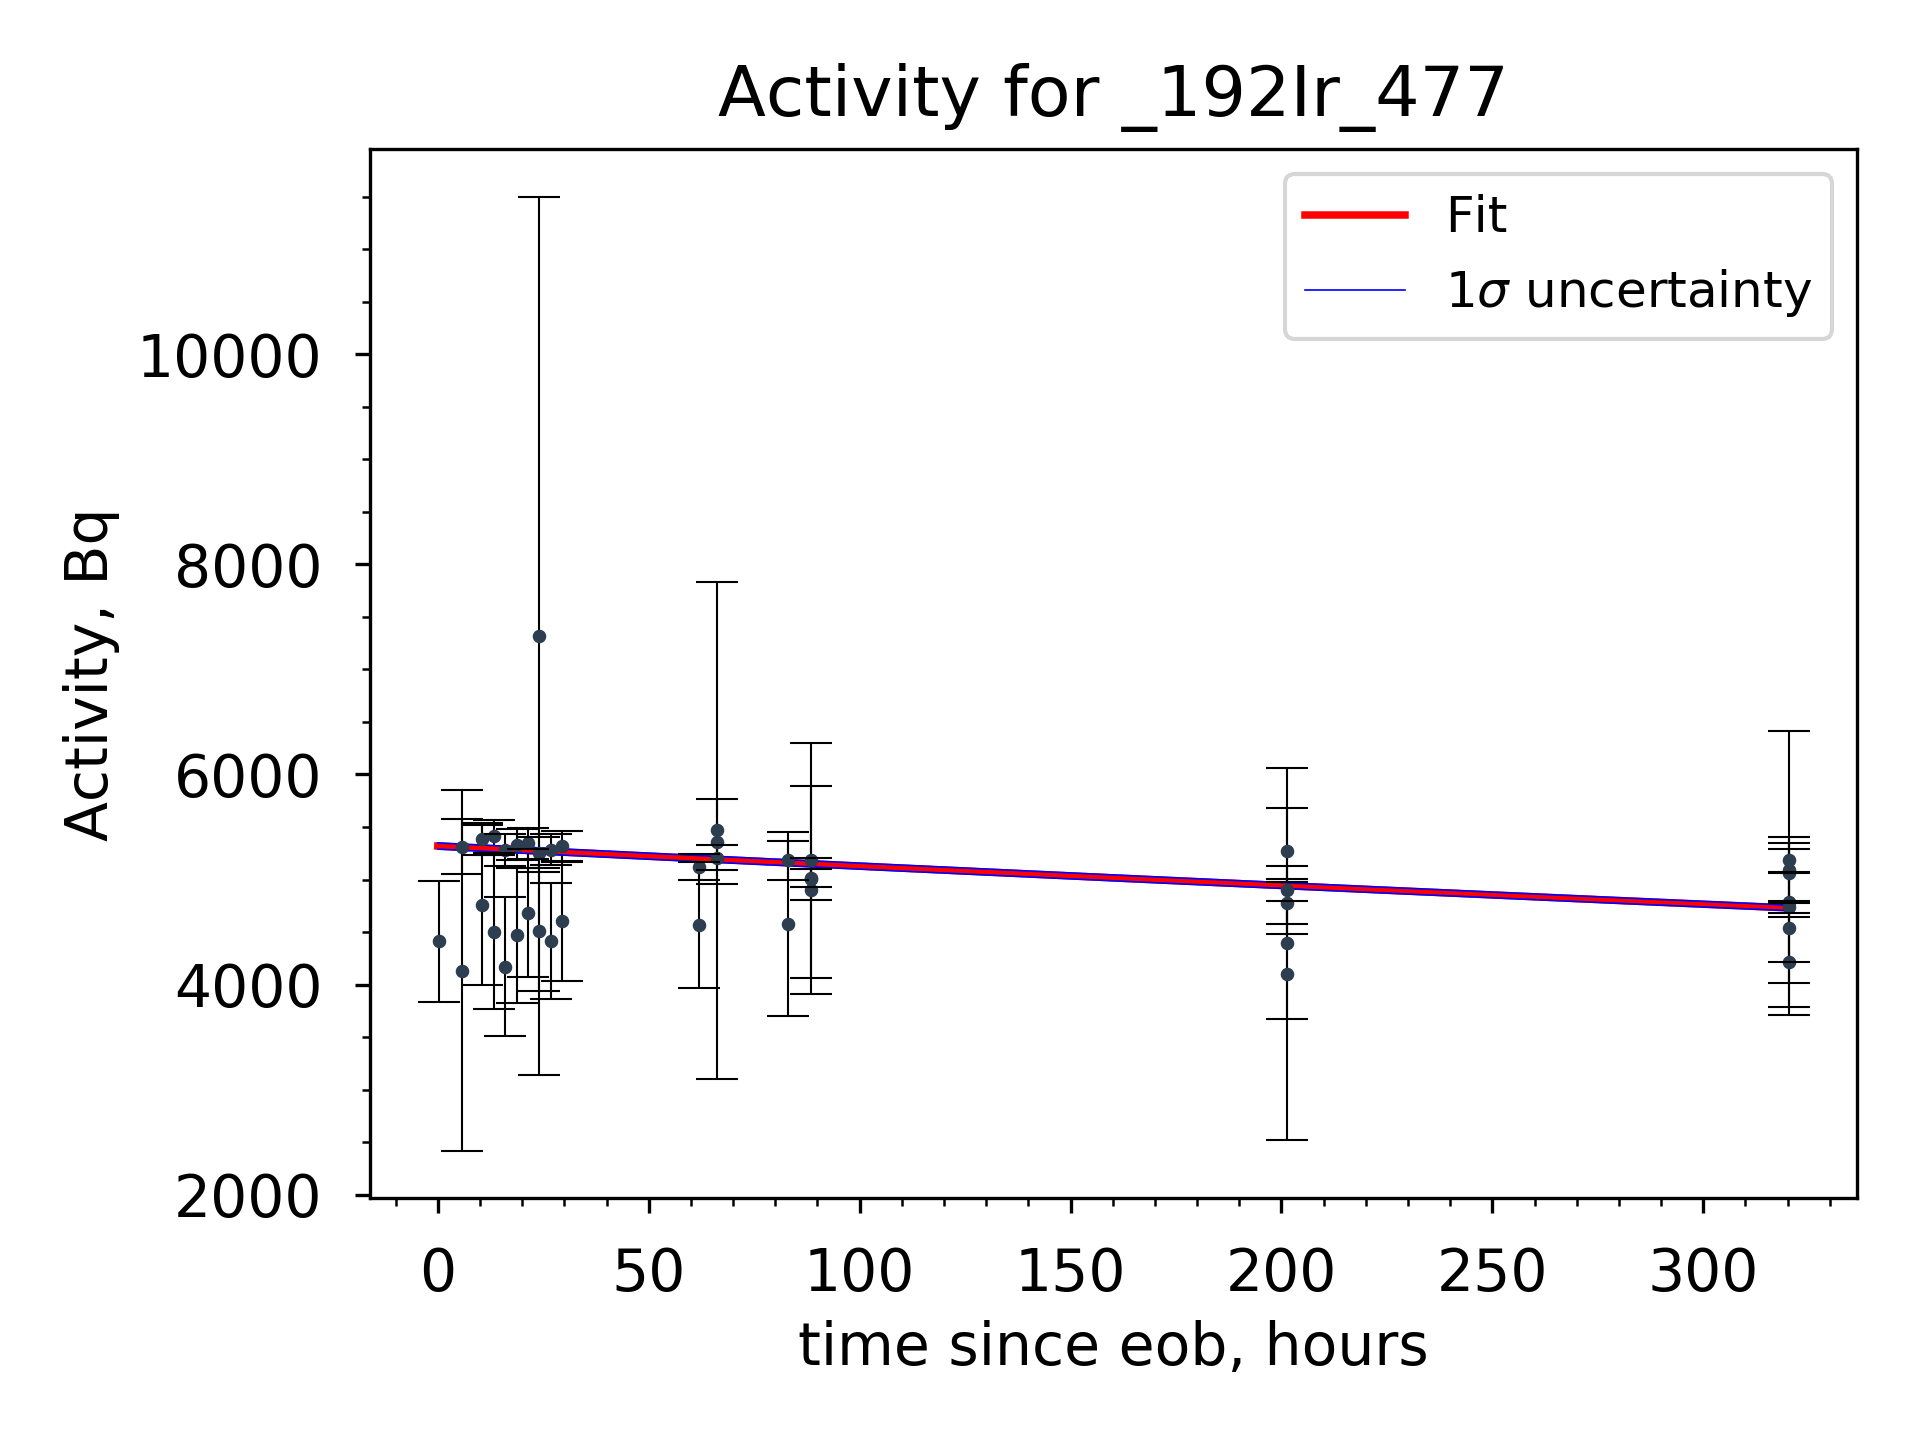 Activity for _192Ir_477
Fit
1σ uncertainty
Activity, Bq
10000
8000
6000
4000
2000
0 50 100 150 200 250 300
time since eob, hours